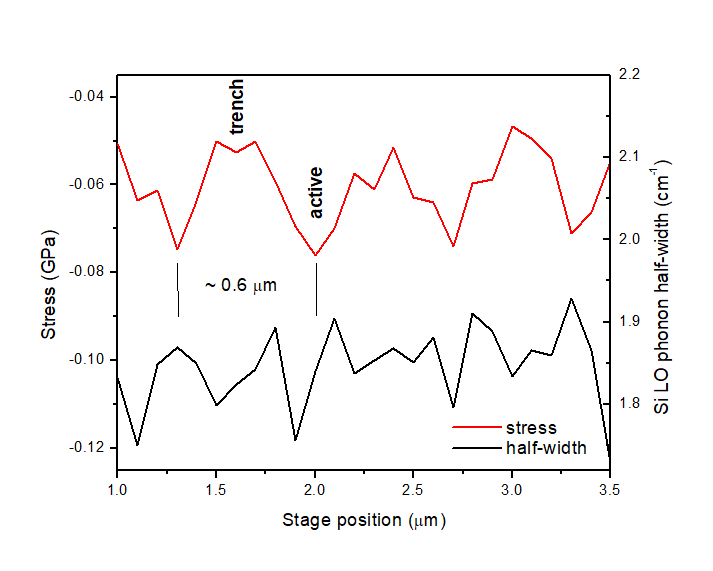 2.2
-0.04
trench
2.1
-0.06
active
2.0
-0.08
~ 0.6 μm
1.9
-0.10
1.8
stress
half-width
-0.12
1.0 1.5 2.0 2.5 3.0 3.5
Stage position (μm)
Stress (GPa)
Si LO phonon half-width (cm⁻¹)